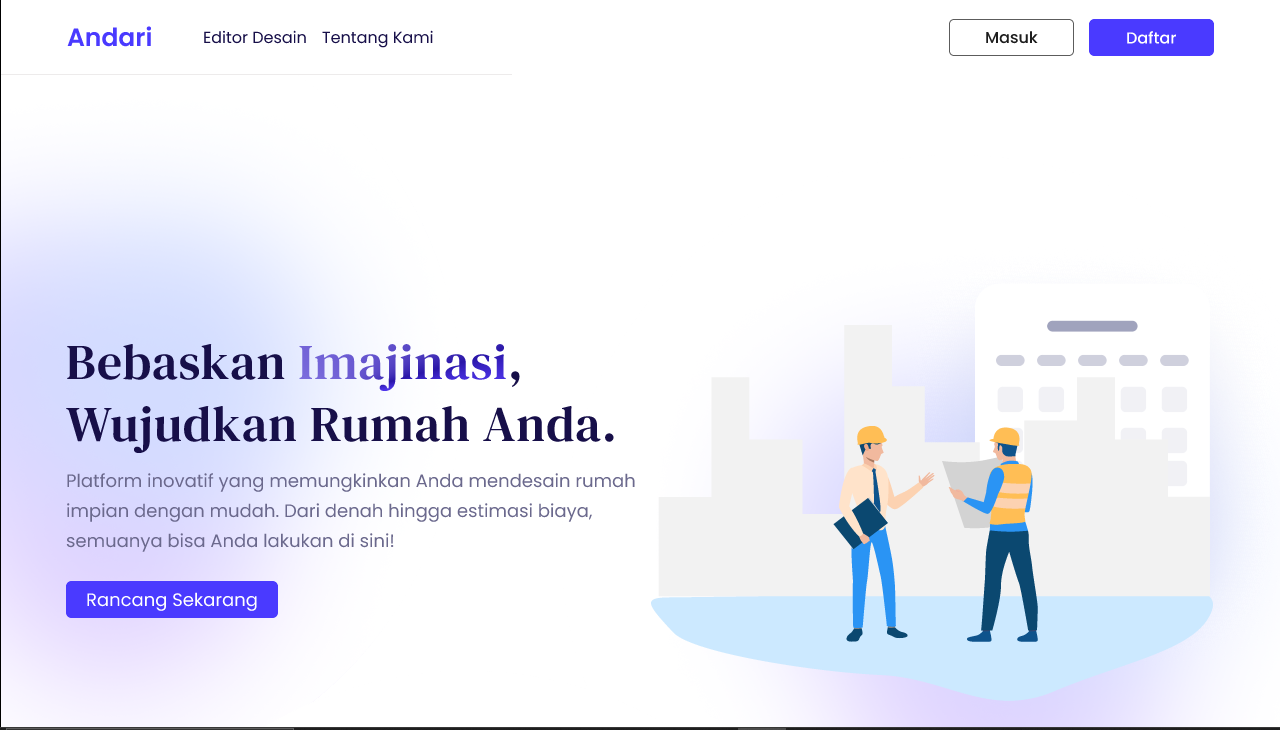 Andari
Editor Desain
Tentang Kami
Masuk
Daftar
Bebaskan Imajinasi,
Wujudkan Rumah Anda.
Platform inovatif yang memungkinkan Anda mendesain rumah
impian dengan mudah. Dari denah hingga estimasi biaya,
semuanya bisa Anda lakukan di sini!
Rancang Sekarang